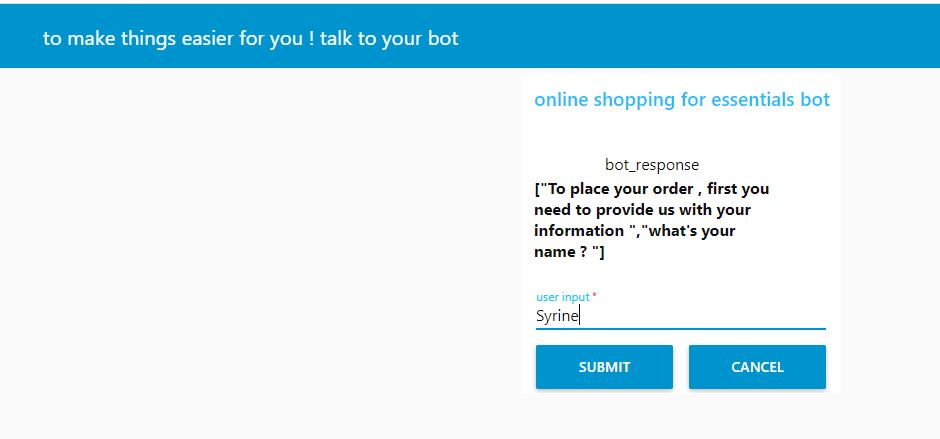 to make things easier for you ! talk to your bot
online shopping for essentials bot
bot_response
["To place your order , first you
need to provide us with your
information ","what's your
name ? "]
user input *
Syrine
SUBMIT CANCEL